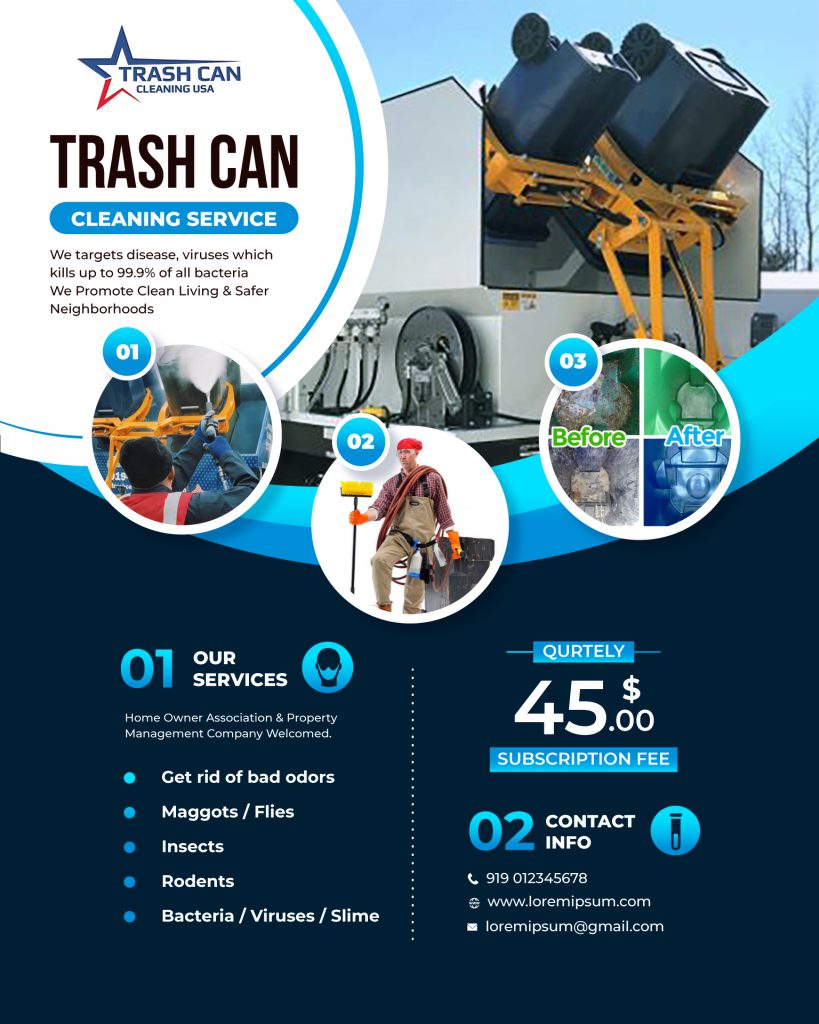 TRASH CAN
CLEANING USA
TRASH CAN
CLEANING SERVICE
We targets disease, viruses which
kills up to 99.9% of all bacteria
We Promote Clean Living & Safer
Neighborhoods
01
02
03
Before After
01 OUR
SERVICES
Home Owner Association & Property
Management Company Welcomed.
Get rid of bad odors
Maggots / Flies
Insects
Rodents
Bacteria / Viruses / Slime
QURTELY
45$.00
SUBSCRIPTION FEE
02 CONTACT
INFO
919 012345678
www.loremipsum.com
loremipsum@gmail.com